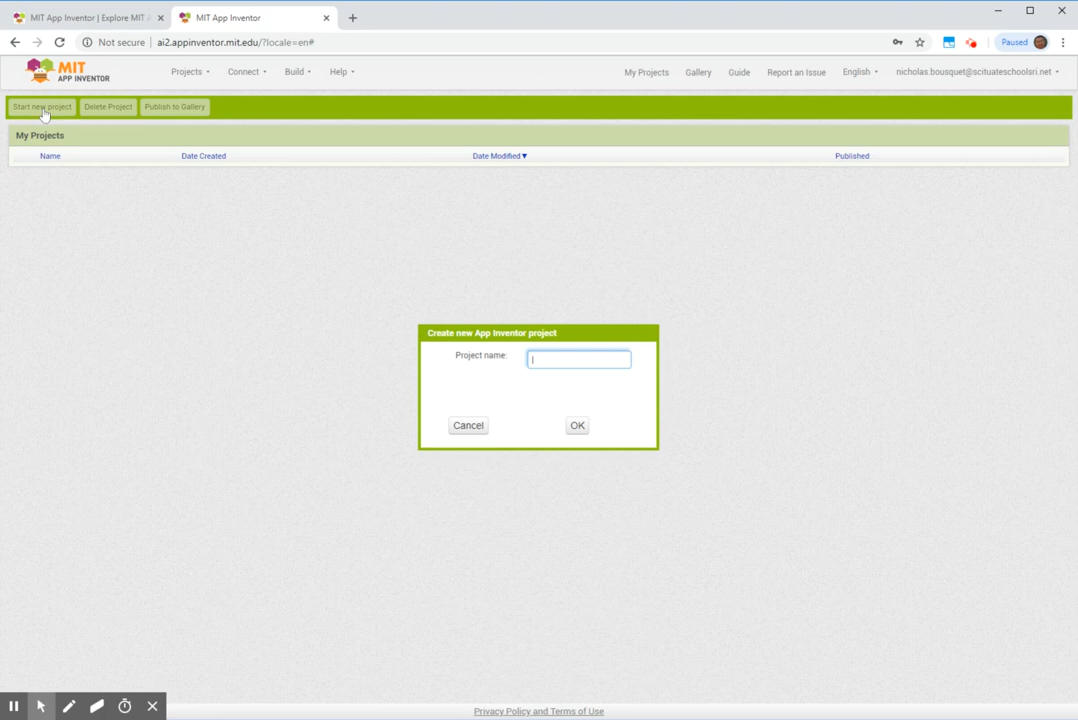 MIT App Inventor | Explore MIT A
MIT App Inventor
Not secure | ai2.appinventor.mit.edu/?locale=en#
Paused
MIT
APP INVENTOR
Projects
Connect
Build
Help
My Projects
Gallery
Guide
Report an Issue
English
nicholas.bousquet@scituateschoolsri.net
Start new project
Delete Project
Publish to Gallery
My Projects
Name
Date Created
Date Modified▼
Published
Create new App Inventor project
Project name:
Cancel
OK
Privacy Policy and Terms of Use